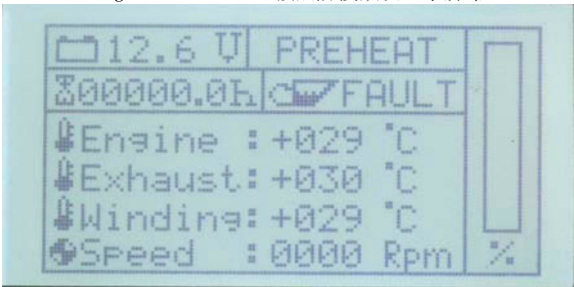 12.6 V PREHEAT
00000.0h FAULT
Engine : +029 °C
Exhaust: +030 °C
Winding: +029 °C
Speed : 0000 Rpm %